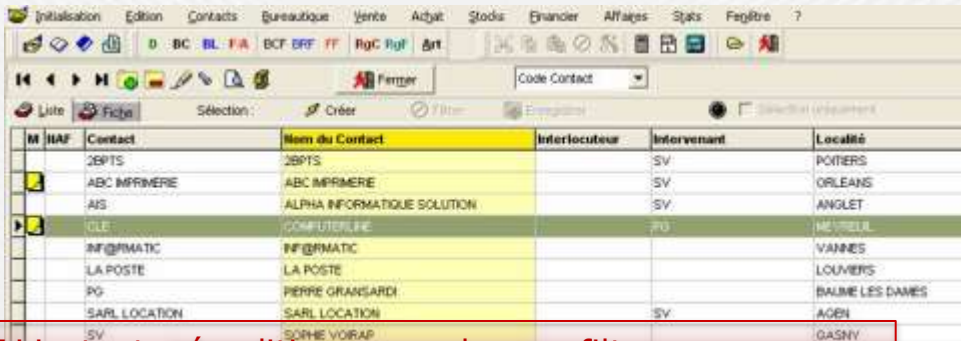 Initialisation Edition Contacts Bureautique Vente Achat Stocks Financier Affaires Stats Fenêtre ?
D BC BL F/A BCF BRF FF RgC RgF Art
Fermer Code Contact
Liste Fiche Sélection : Créer Filtrer Enregistrer Sélection uniquement
M NAF Contact Nom du Contact Interlocuteur Intervenant Localité
2BPTS 2BPTS SV POITIERS
ABC IMPRIMERIE ABC IMPRIMERIE SV ORLEANS
AIS ALPHA INFORMATIQUE SOLUTION SV ANGLET
CLE COMPUTERLINE PG
INF@RMATIC INF@RMATIC VANNES
LA POSTE LA POSTE LOUVIERS
PG PIERRE GRANSARDI BAUME LES DAMES
SARL LOCATION SARL LOCATION SV AGEN
SV SOPHIE VOIRAP GASNY